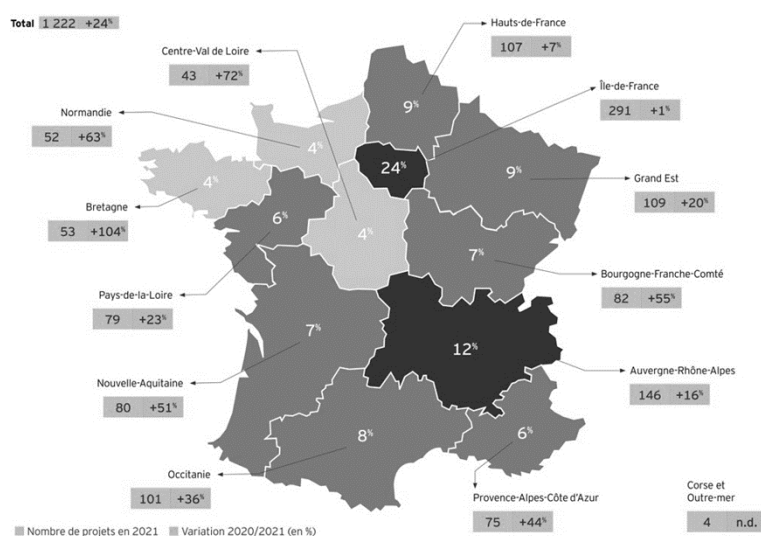 Total 1 222 +24%
Hauts-de-France
107 +7%
Centre-Val de Loire
43 +72%
Île-de-France
291 +1%
Normandie
52 +63%
9%
4%
24%
9%
4%
Grand Est
109 +20%
Bretagne
53 +104%
6%
4%
7%
Bourgogne-Franche-Comté
82 +55%
Pays-de-la-Loire
79 +23%
7%
12%
Auvergne-Rhône-Alpes
146 +16%
Nouvelle-Aquitaine
80 +51%
8%
6%
Occitanie
101 +36%
Provence-Alpes-Côte d'Azur
75 +44%
Corse et
Outre-mer
4 n.d.
Nombre de projets en 2021 Variation 2020/2021 (en %)